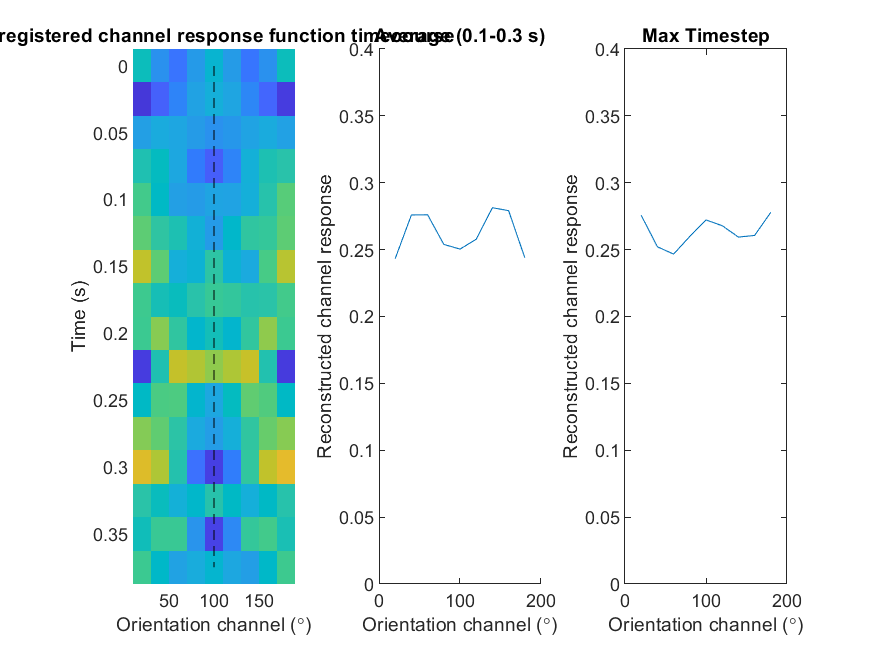 registered channel response function timecourse
Average (0.1-0.3 s)
Max Timestep
0
0.05
0.1
0.15
0.2
0.25
0.3
0.35
Time (s)
50 100 150
Orientation channel (°)
0.4
0.35
0.3
0.25
0.2
0.15
0.1
0.05
0
Reconstructed channel response
0 100 200
Orientation channel (°)
0.4
0.35
0.3
0.25
0.2
0.15
0.1
0.05
0
Reconstructed channel response
0 100 200
Orientation channel (°)